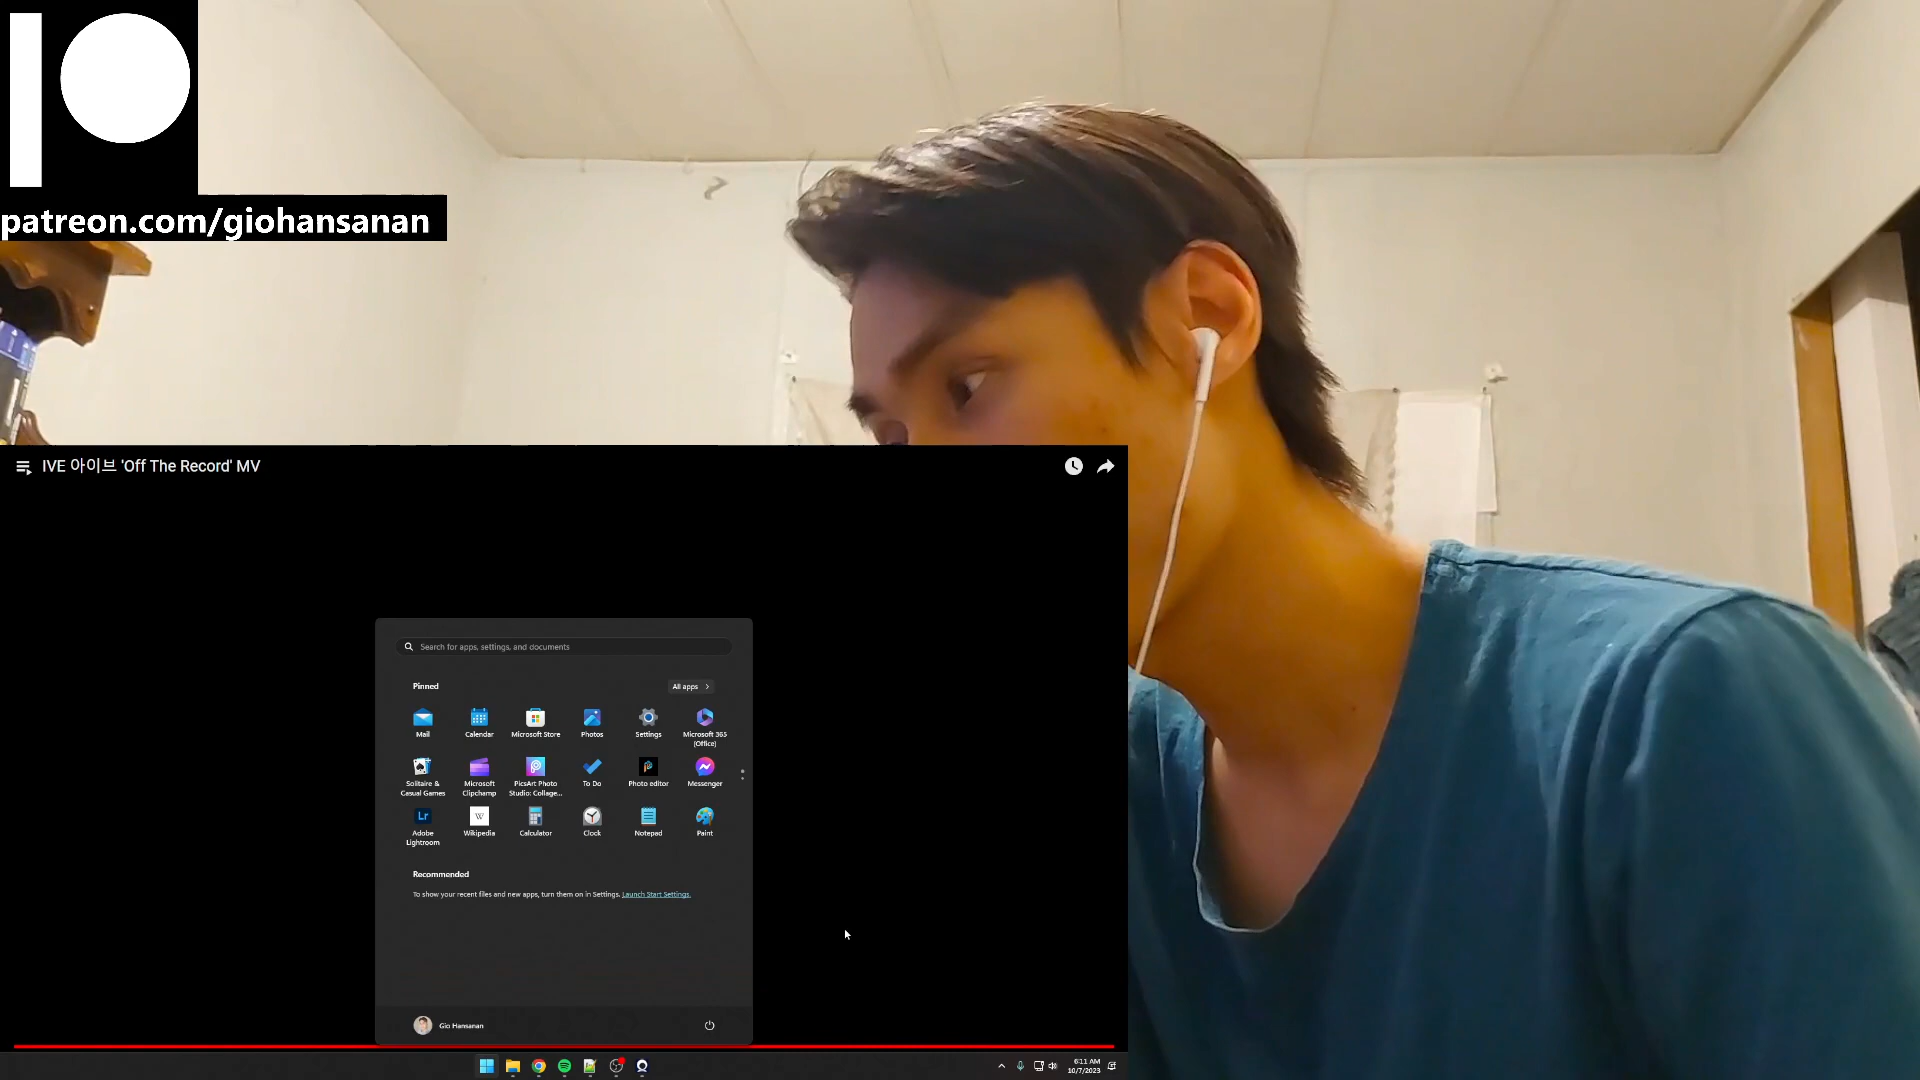 patreon.com/giohansanan
IVE 아이브 'Off The Record' MV
Search for apps, settings, and documents
Pinned
All apps
Mail
Calendar
Microsoft Store
Photos
Settings
Microsoft 365 (Office)
Solitaire & Casual Games
Microsoft Clipchamp
PicsArt Photo Studio: Collage...
To Do
Photo editor
Messenger
Lr
Adobe Lightroom
W
Wikipedia
Calculator
Clock
Notepad
Paint
Recommended
To show your recent files and new apps, turn them on in Settings. Launch Start Settings.
Gio Hansanan
6:11 AM
10/7/2023